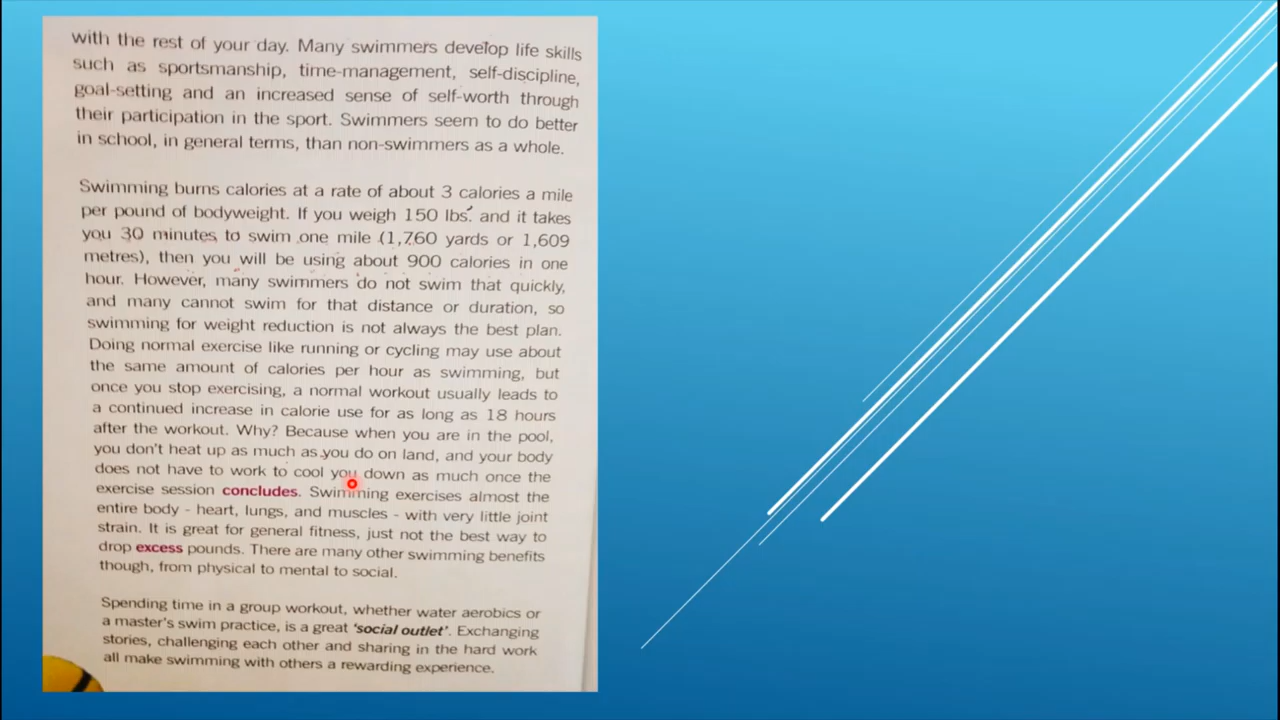 with the rest of your day. Many swimmers develop life skills
such as sportsmanship, time-management, self-discipline,
goal-setting and an increased sense of self-worth through
their participation in the sport. Swimmers seem to do better
in school, in general terms, than non-swimmers as a whole.
Swimming burns calories at a rate of about 3 calories a mile
per pound of bodyweight. If you weigh 150 lbs. and it takes
you 30 minutes to swim one mile (1,760 yards or 1,609
metres), then you will be using about 900 calories in one
hour. However, many swimmers do not swim that quickly,
and many cannot swim for that distance or duration, so
swimming for weight reduction is not always the best plan.
Doing normal exercise like running or cycling may use about
the same amount of calories per hour as swimming, but
once you stop exercising, a normal workout usually leads to
a continued increase in calorie use for as long as 18 hours
after the workout. Why? Because when you are in the pool,
you don't heat up as much as you do on land, and your body
does not have to work to cool you down as much once the
exercise session concludes. Swimming exercises almost the
entire body - heart, lungs, and muscles - with very little joint
strain. It is great for general fitness, just not the best way to
drop excess pounds. There are many other swimming benefits
though, from physical to mental to social.
Spending time in a group workout, whether water aerobics or
a master's swim practice, is a great 'social outlet'. Exchanging
stories, challenging each other and sharing in the hard work
all make swimming with others a rewarding experience.